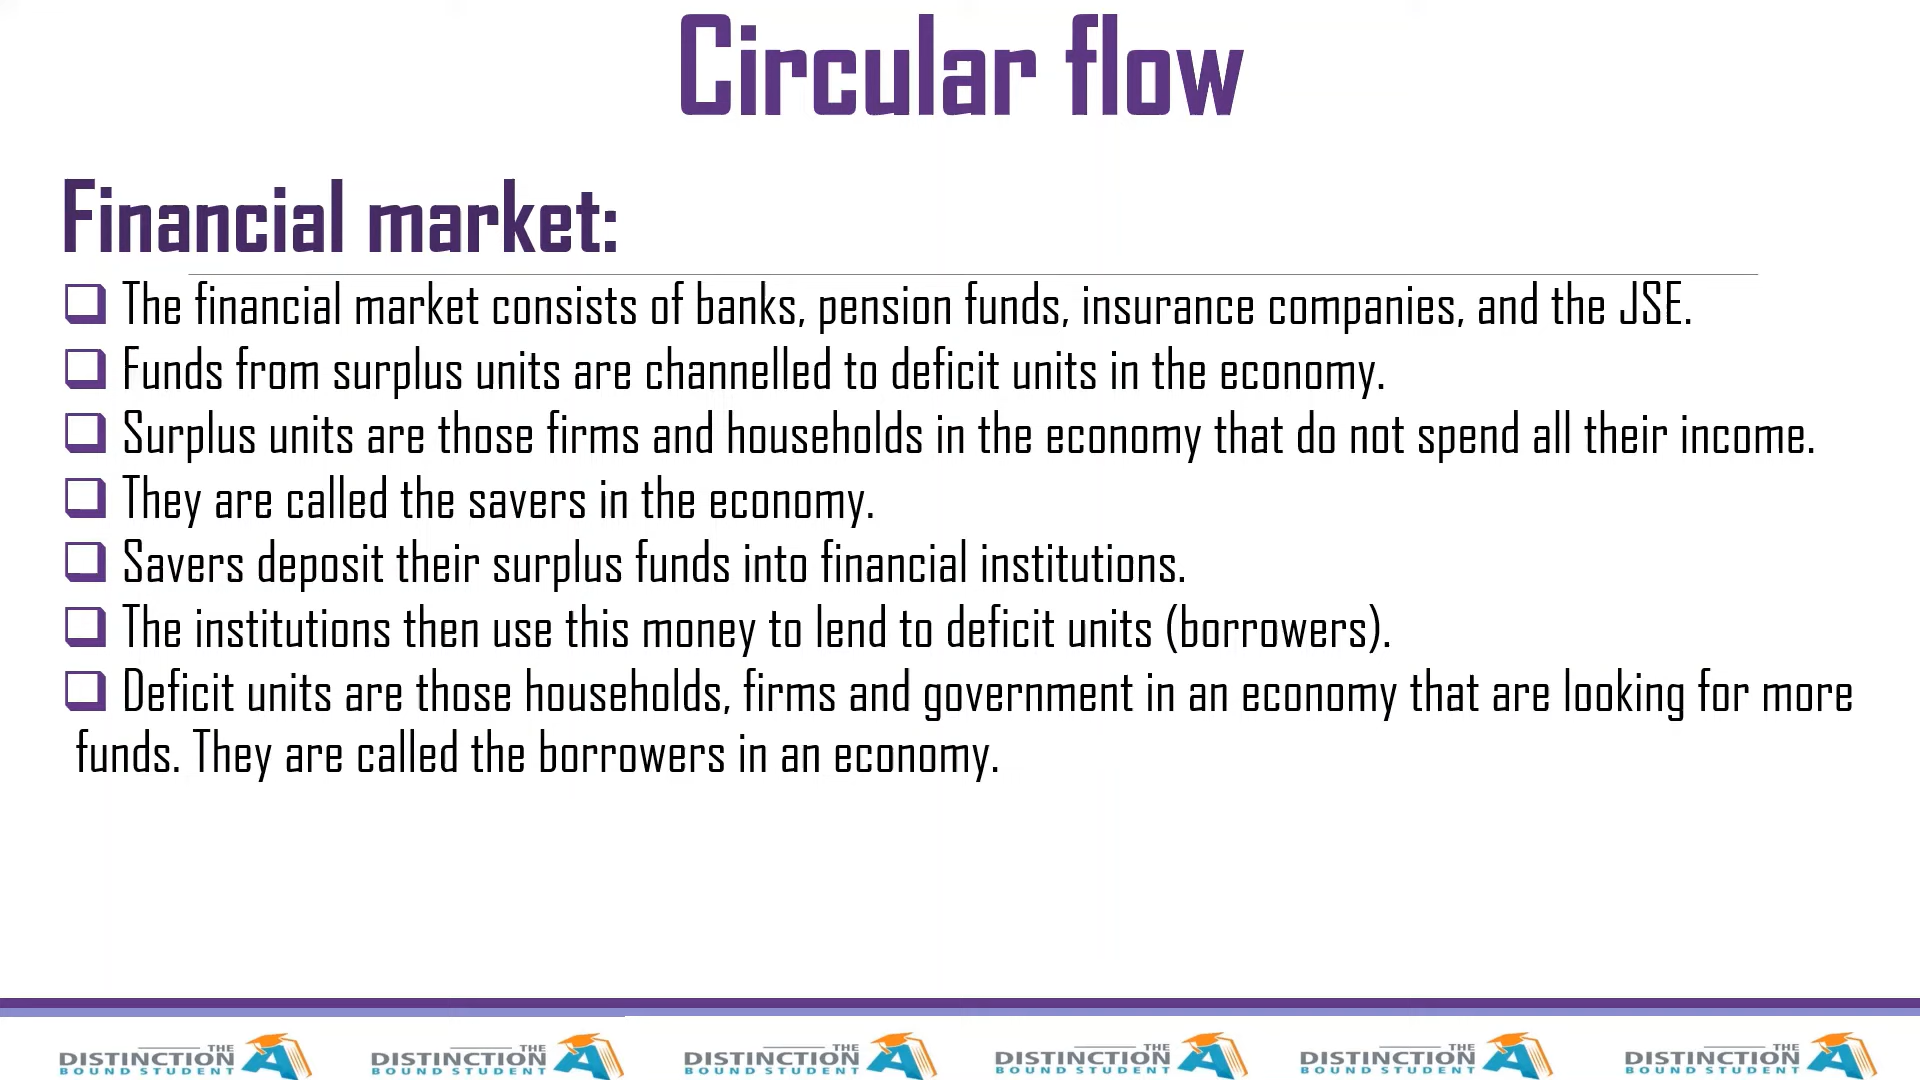 Circular flow
Financial market:
The financial market consists of banks, pension funds, insurance companies, and the JSE.
Funds from surplus units are channelled to deficit units in the economy.
Surplus units are those firms and households in the economy that do not spend all their income.
They are called the savers in the economy.
Savers deposit their surplus funds into financial institutions.
The institutions then use this money to lend to deficit units (borrowers).
Deficit units are those households, firms and government in an economy that are looking for more
funds. They are called the borrowers in an economy.
THE DISTINCTION BOUND STUDENT
THE DISTINCTION BOUND STUDENT
THE DISTINCTION BOUND STUDENT
THE DISTINCTION BOUND STUDENT
THE DISTINCTION BOUND STUDENT
THE DISTINCTION BOUND STUDENT